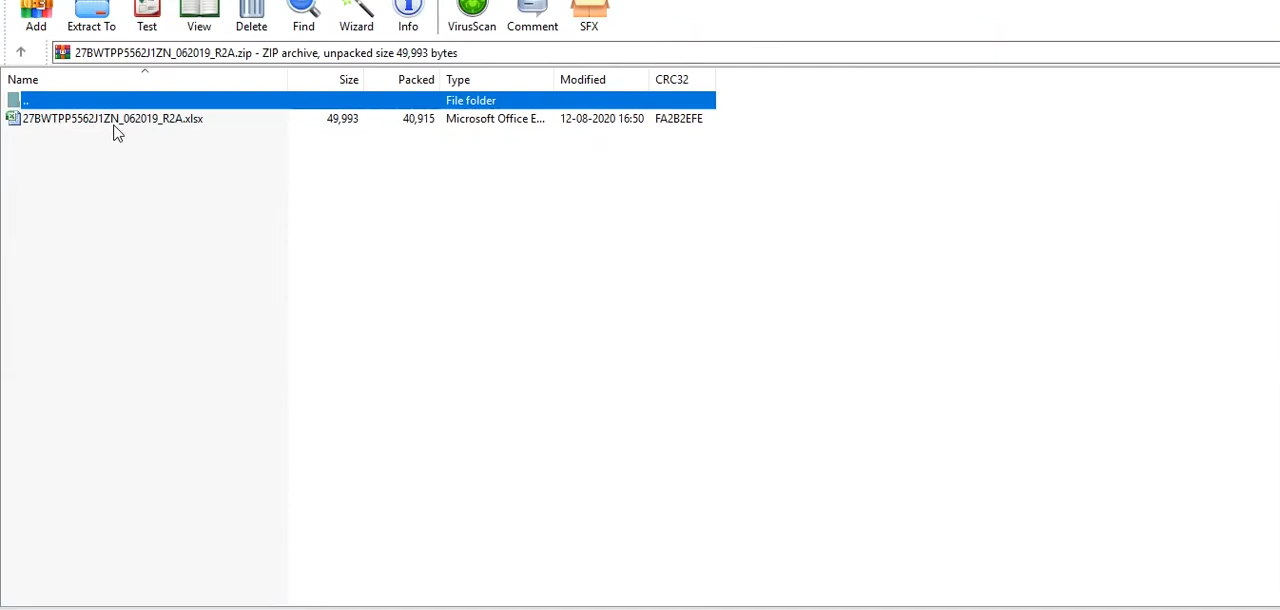 Add Extract To Test View Delete Find Wizard Info VirusScan Comment SFX
27BWTPP5562J1ZN_062019_R2A.zip - ZIP archive, unpacked size 49,993 bytes
Name Size Packed Type Modified CRC32
.. File folder
27BWTPP5562J1ZN_062019_R2A.xlsx 49,993 40,915 Microsoft Office E... 12-08-2020 16:50 FA2B2EFE